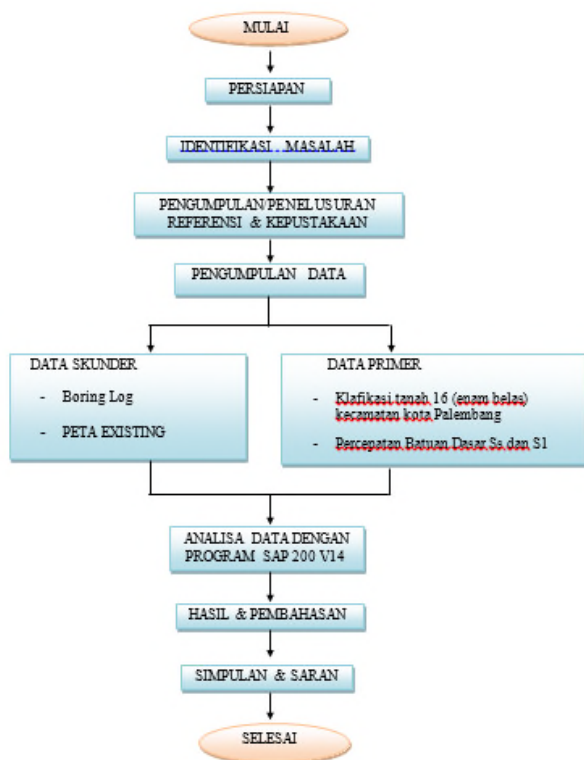 MULAI
PERSIAPAN
IDENTIFIKASI MASALAH
PENGUMPULAN/PENELUSURAN
REFERENSI & KEPUSTAKAAN
PENGUMPULAN DATA
DATA SKUNDER
- Boring Log
- PETA EXISTING
DATA PRIMER
- Klafikasi tanah 16 (enam belas)
kecamatan kota Palembang
- Percepatan Batuan Dasar Ss dan S1
ANALISA DATA DENGAN
PROGRAM SAP 200 V14
HASIL & PEMBAHASAN
SIMPULAN & SARAN
SELESAI